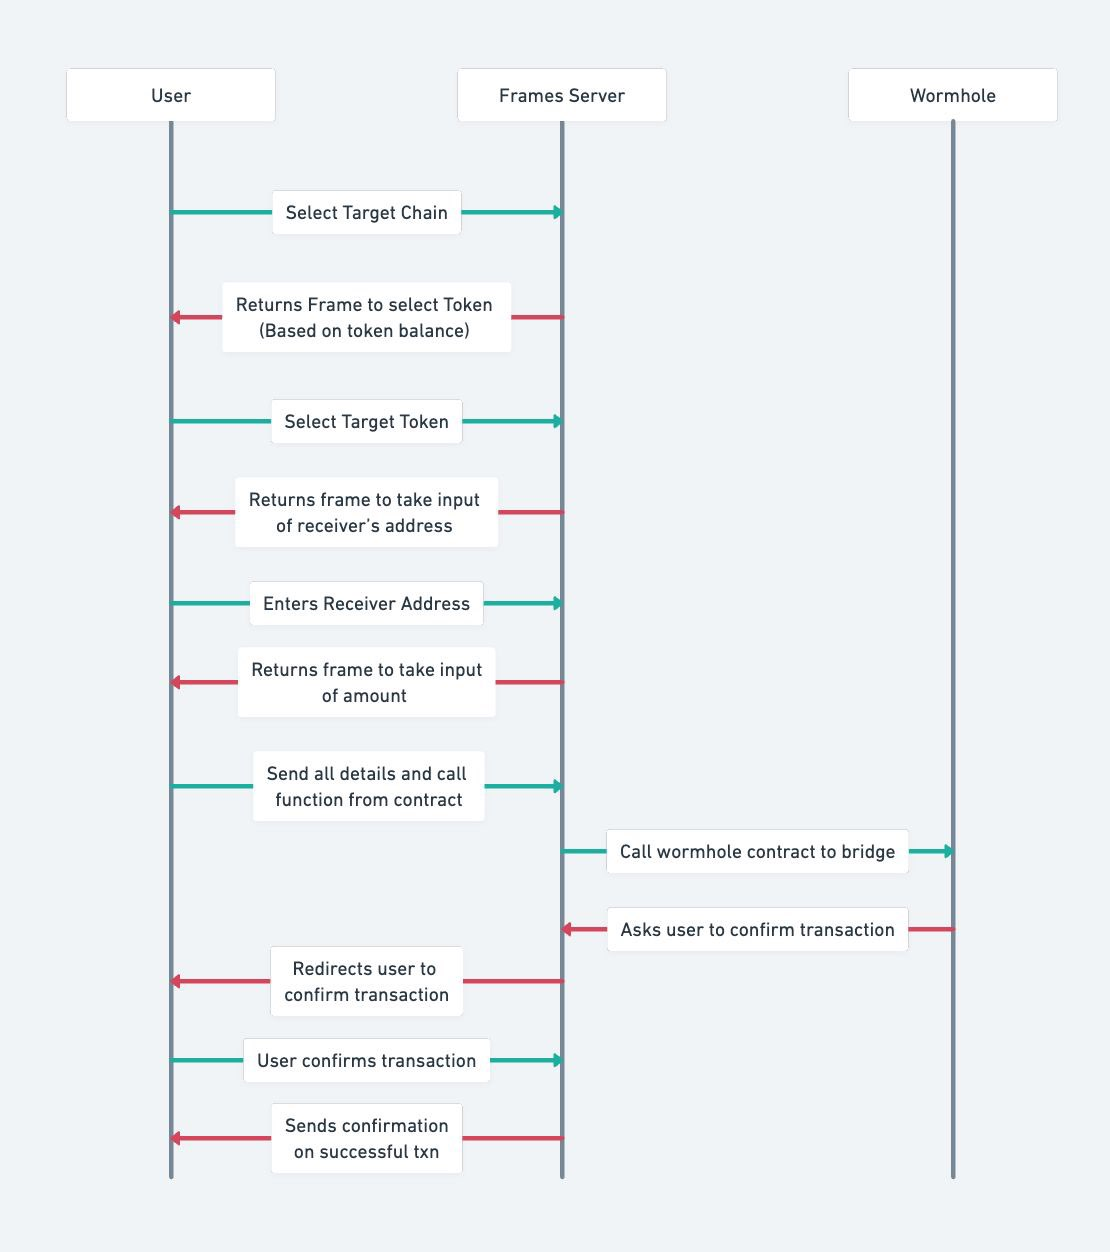 User
Frames Server
Wormhole
Select Target Chain
Returns Frame to select Token
(Based on token balance)
Select Target Token
Returns frame to take input
of receiver’s address
Enters Receiver Address
Returns frame to take input
of amount
Send all details and call
function from contract
Call wormhole contract to bridge
Asks user to confirm transaction
Redirects user to
confirm transaction
User confirms transaction
Sends confirmation
on successful txn